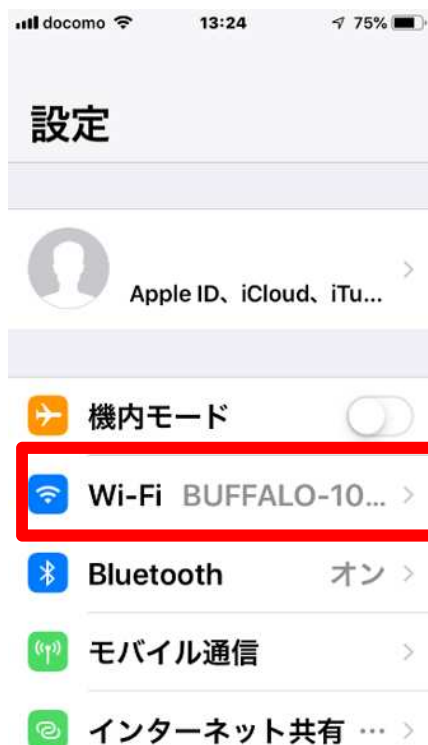 docomo 13:24 75%
設定
Apple ID、iCloud、iTu...
機内モード
Wi-Fi BUFFALO-10...
Bluetooth オン
モバイル通信
インターネット共有 ...